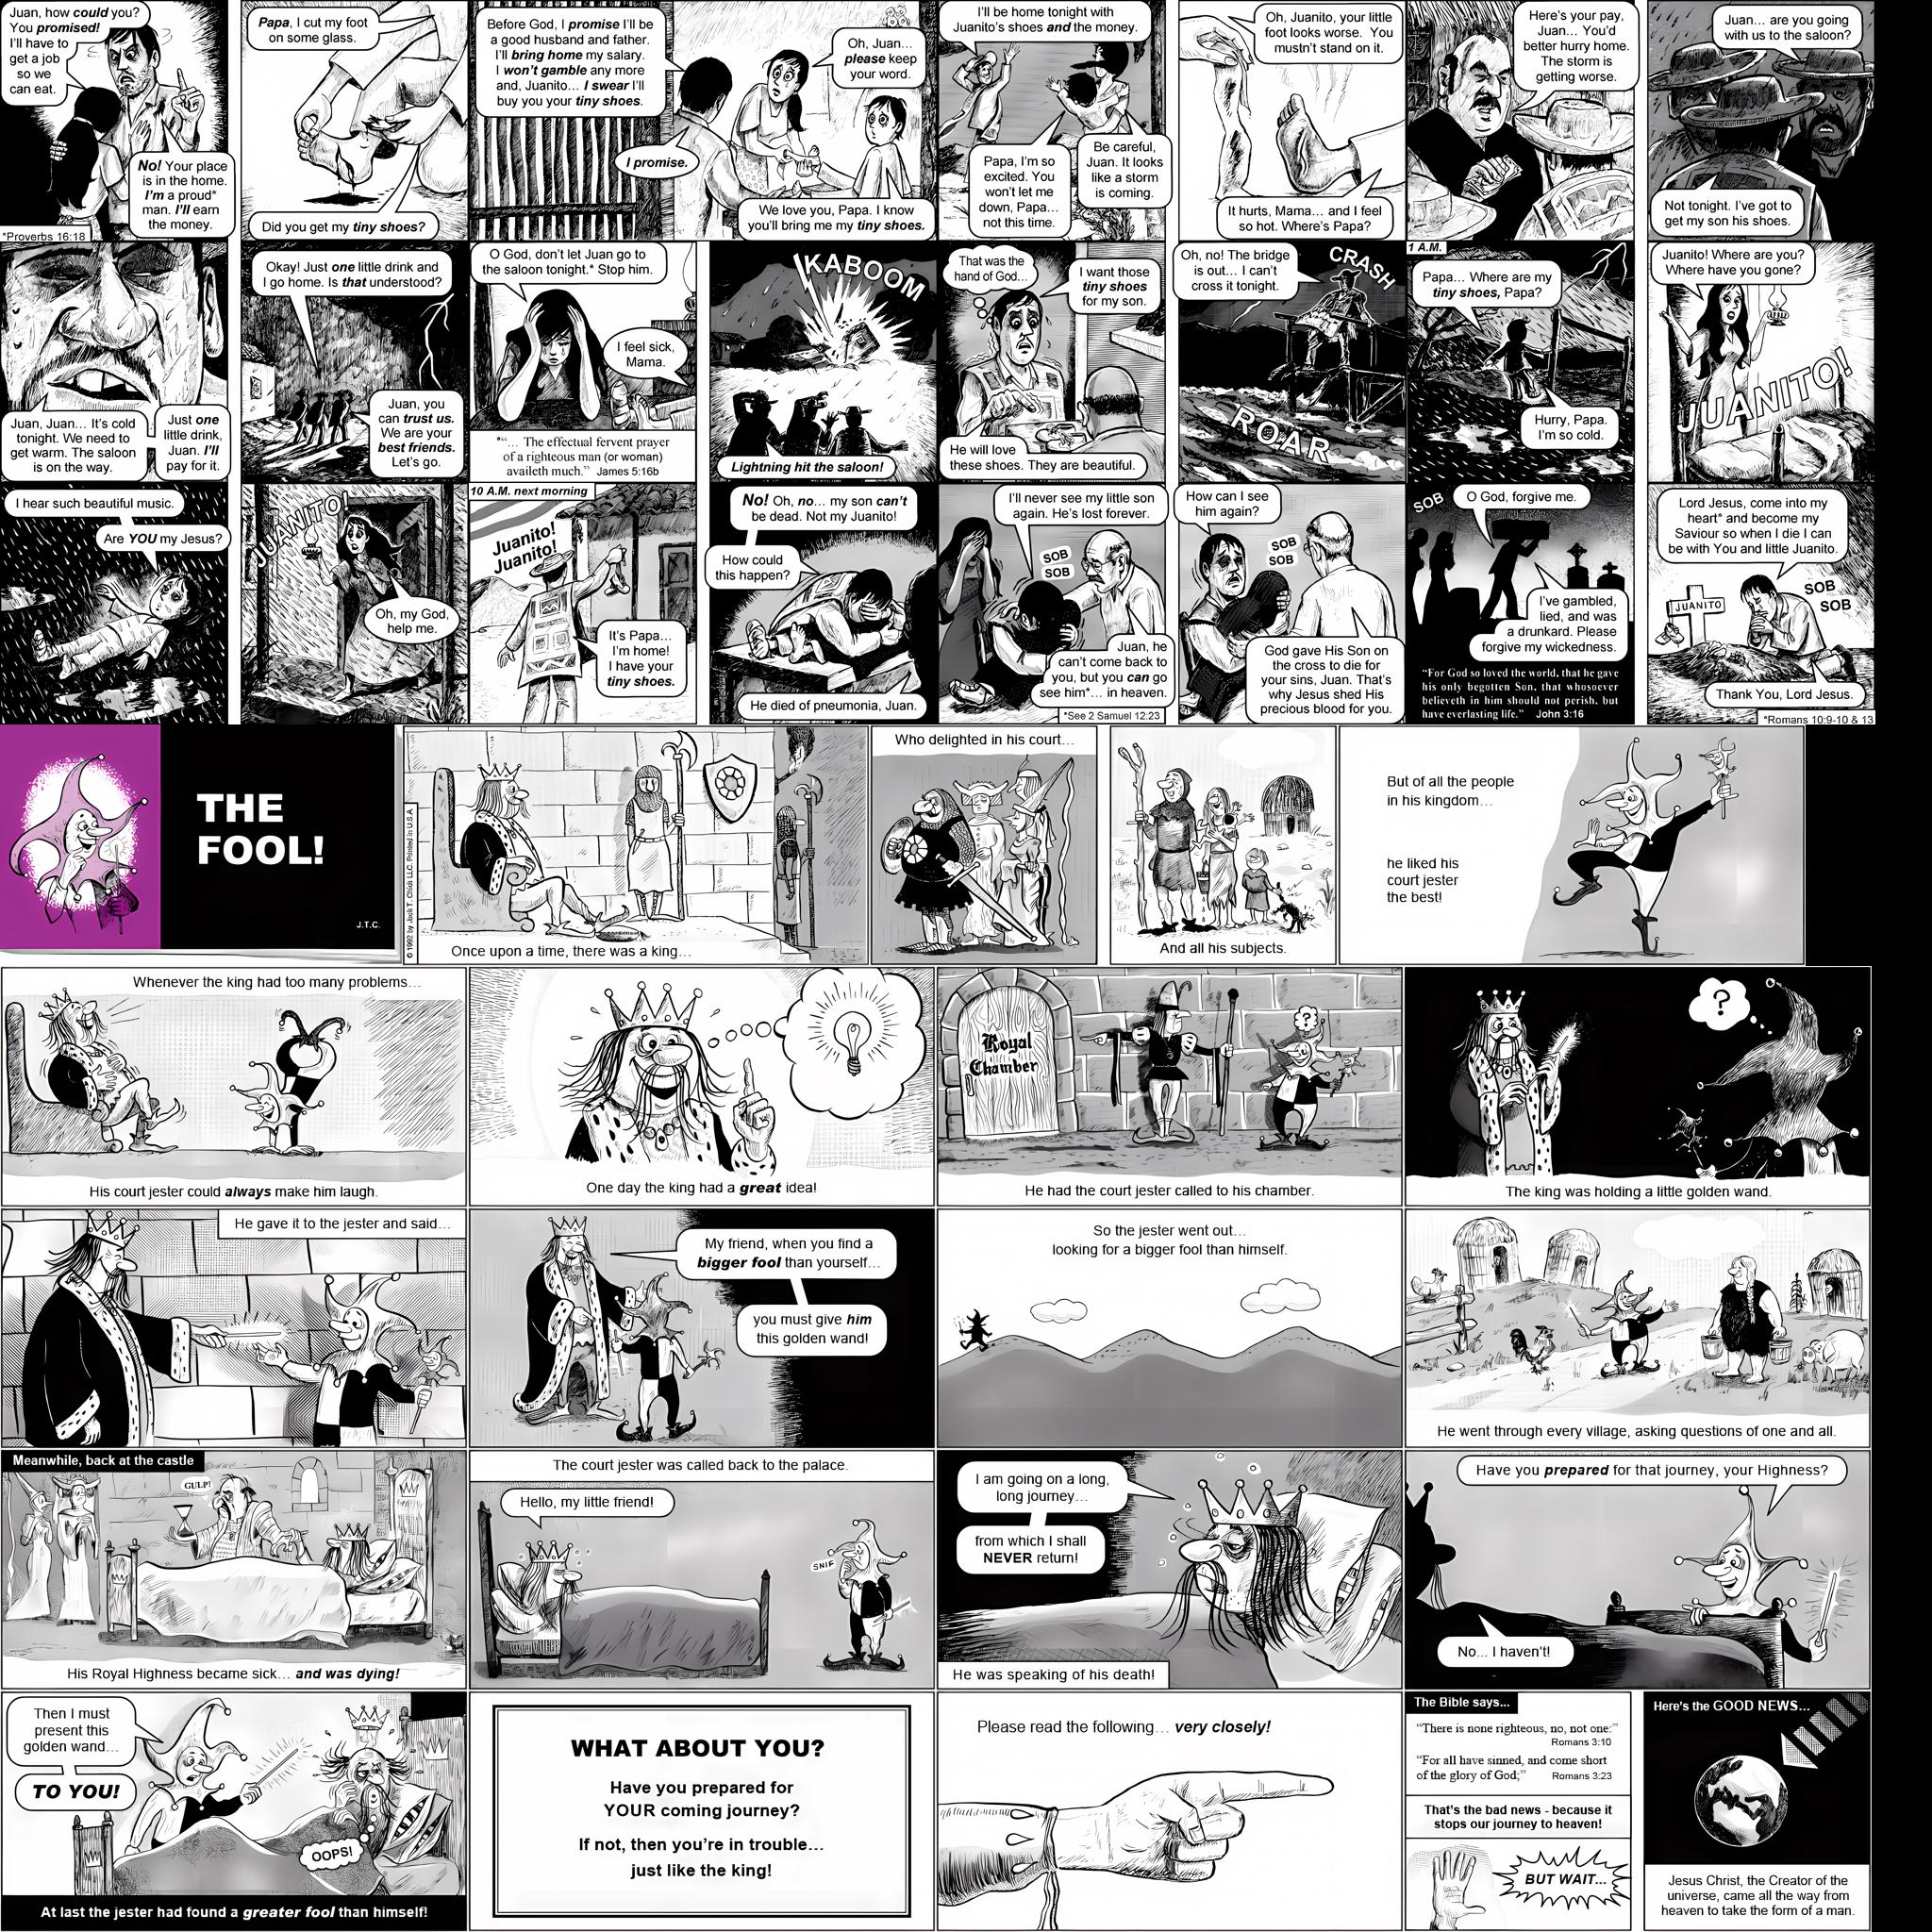 Juan, how could you?
You promised!
I'll have to
get a job
so we
can eat.
No! Your place
is in the home.
I'm a proud*
man. I'll earn
the money.
*Proverbs 16:18
Papa, I cut my foot
on some glass.
Did you get my tiny shoes?
Before God, I promise I'll be
a good husband and father.
I'll bring home my salary.
I won't gamble any more
and, Juanito... I swear I'll
buy you your tiny shoes.
I promise.
Oh, Juan...
please keep
your word.
We love you, Papa. I know
you'll bring me my tiny shoes.
I'll be home tonight with
Juanito's shoes and the money.
Papa, I'm so
excited. You
won't let me
down, Papa...
not this time.
Be careful,
Juan. It looks
like a storm
is coming.
Oh, Juanito, your little
foot looks worse. You
mustn't stand on it.
It hurts, Mama... and I feel
so hot. Where's Papa?
Here's your pay,
Juan... You'd
better hurry home.
The storm is
getting worse.
Juan... are you going
with us to the saloon?
Not tonight. I've got to
get my son his shoes.
Juan, Juan... It's cold
tonight. We need to
get warm. The saloon
is on the way.
Just one
little drink,
Juan. I'll
pay for it.
Okay! Just one little drink and
I go home. Is that understood?
Juan, you
can trust us.
We are your
best friends.
Let's go.
O God, don't let Juan go to
the saloon tonight.* Stop him.
I feel sick,
Mama.
*"... The effectual fervent prayer
of a righteous man (or woman)
availeth much." James 5:16b
KABOOM
Lightning hit the saloon!
That was the
hand of God...
I want those
tiny shoes
for my son.
He will love
these shoes. They are beautiful.
Oh, no! The bridge
is out... I can't
cross it tonight.
CRASH
ROAR
1 A.M.
Papa... Where are my
tiny shoes, Papa?
Hurry, Papa.
I'm so cold.
Juanito! Where are you?
Where have you gone?
JUANITO!
I hear such beautiful music.
Are YOU my Jesus?
JUANITO!
Oh, my God,
help me.
10 A.M. next morning
Juanito!
Juanito!
It's Papa...
I'm home!
I have your
tiny shoes.
No! Oh, no... my son can't
be dead. Not my Juanito!
How could
this happen?
He died of pneumonia, Juan.
I'll never see my little son
again. He's lost forever.
SOB
SOB
Juan, he
can't come back to
you, but you can go
see him*... in heaven.
*See 2 Samuel 12:23
How can I see
him again?
SOB
SOB
God gave His Son on
the cross to die for
your sins, Juan. That's
why Jesus shed His
precious blood for you.
SOB
O God, forgive me.
I've gambled,
lied, and was
a drunkard. Please
forgive my wickedness.
"For God so loved the world, that he gave
his only begotten Son, that whosoever
believeth in him should not perish, but
have everlasting life." John 3:16
Lord Jesus, come into my
heart* and become my
Saviour so when I die I can
be with You and little Juanito.
JUANITO
SOB
SOB
Thank You, Lord Jesus.
*Romans 10:9-10 & 13
THE
FOOL!
J.T.C.
© 1992 by Jack T. Chick LLC. Printed in U.S.A
Once upon a time, there was a king...
Who delighted in his court...
And all his subjects.
But of all the people
in his kingdom...
he liked his
court jester
the best!
Whenever the king had too many problems...
His court jester could always make him laugh.
One day the king had a great idea!
Royal
Chamber
?
He had the court jester called to his chamber.
?
The king was holding a little golden wand.
He gave it to the jester and said...
My friend, when you find a
bigger fool than yourself...
you must give him
this golden wand!
So the jester went out...
looking for a bigger fool than himself.
He went through every village, asking questions of one and all.
Meanwhile, back at the castle
GULP!
His Royal Highness became sick... and was dying!
The court jester was called back to the palace.
Hello, my little friend!
SNIF
I am going on a long,
long journey...
from which I shall
NEVER return!
He was speaking of his death!
Have you prepared for that journey, your Highness?
No... I haven't!
Then I must
present this
golden wand...
TO YOU!
OOPS!
At last the jester had found a greater fool than himself!
WHAT ABOUT YOU?
Have you prepared for
YOUR coming journey?
If not, then you're in trouble...
just like the king!
Please read the following... very closely!
The Bible says...
"There is none righteous, no, not one:"
Romans 3:10
"For all have sinned, and come short
of the glory of God;" Romans 3:23
That's the bad news - because it
stops our journey to heaven!
BUT WAIT...
Here's the GOOD NEWS...
Jesus Christ, the Creator of the
universe, came all the way from
heaven to take the form of a man.